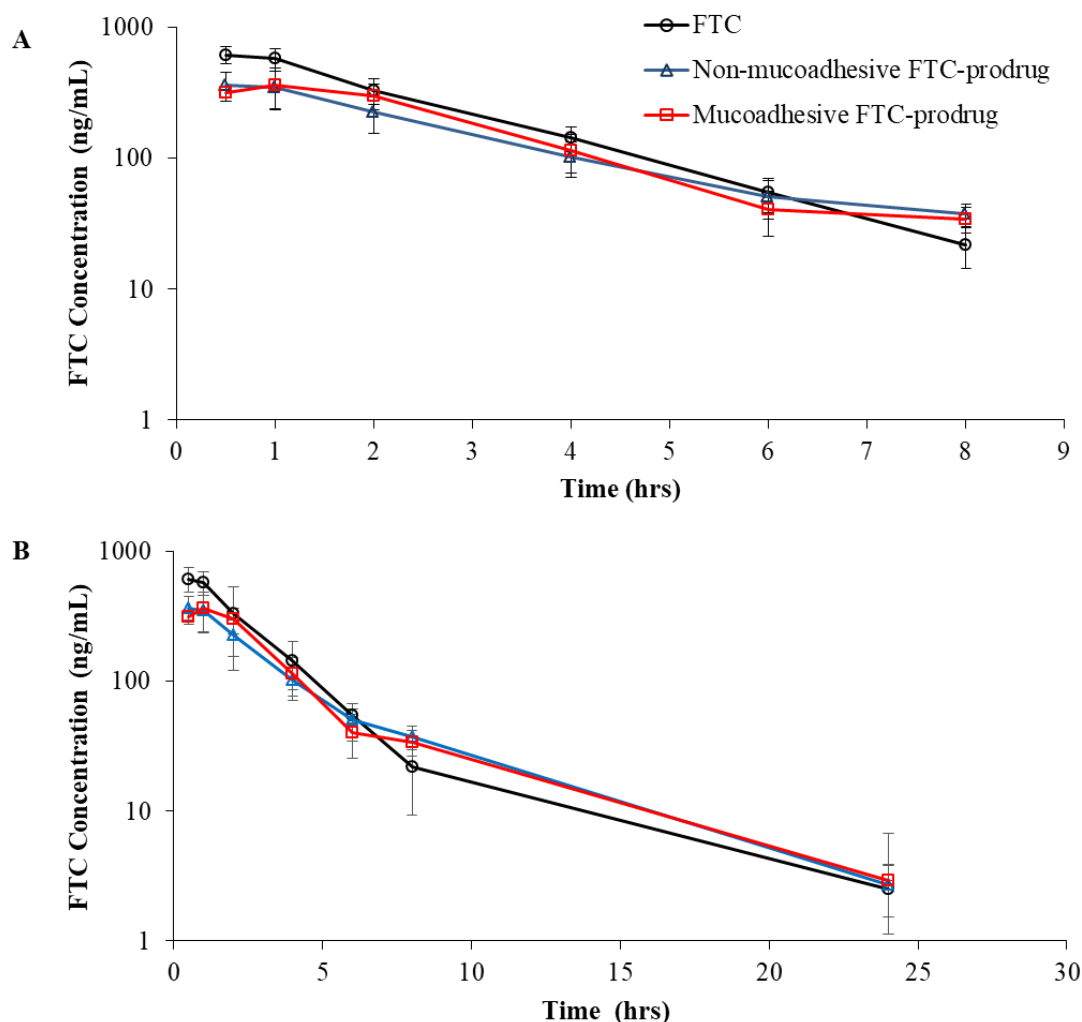 A
FTC
Non-mucoadhesive FTC-prodrug
Mucoadhesive FTC-prodrug
FTC Concentration (ng/mL)
1000
100
10
1
0 1 2 3 4 5 6 7 8 9
Time (hrs)
B
FTC Concentration (ng/mL)
1000
100
10
1
0 5 10 15 20 25 30
Time (hrs)